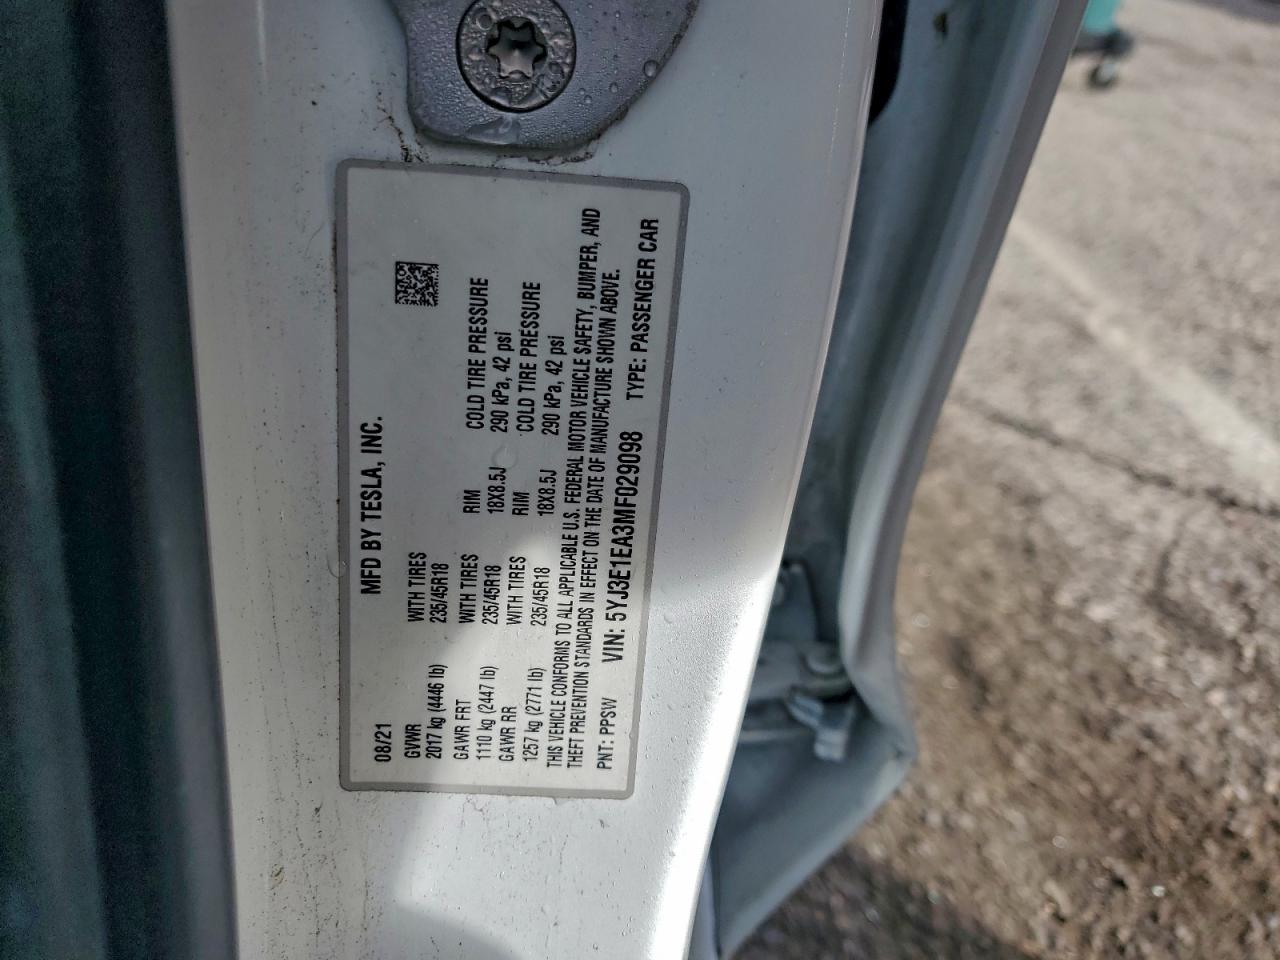 MFD BY TESLA, INC.
08/21
GVWR WITH TIRES
2017 kg (4446 lb) 235/45R18
GAWR FRT WITH TIRES RIM COLD TIRE PRESSURE
1110 kg (2447 lb) 235/45R18 18X8.5J 290 kPa, 42 psi
GAWR RR WITH TIRES RIM COLD TIRE PRESSURE
1257 kg (2771 lb) 235/45R18 18X8.5J 290 kPa, 42 psi
THIS VEHICLE CONFORMS TO ALL APPLICABLE U.S. FEDERAL MOTOR VEHICLE SAFETY, BUMPER, AND
THEFT PREVENTION STANDARDS IN EFFECT ON THE DATE OF MANUFACTURE SHOWN ABOVE.
PNT: PPSW VIN: 5YJ3E1EA3MF029098 TYPE: PASSENGER CAR